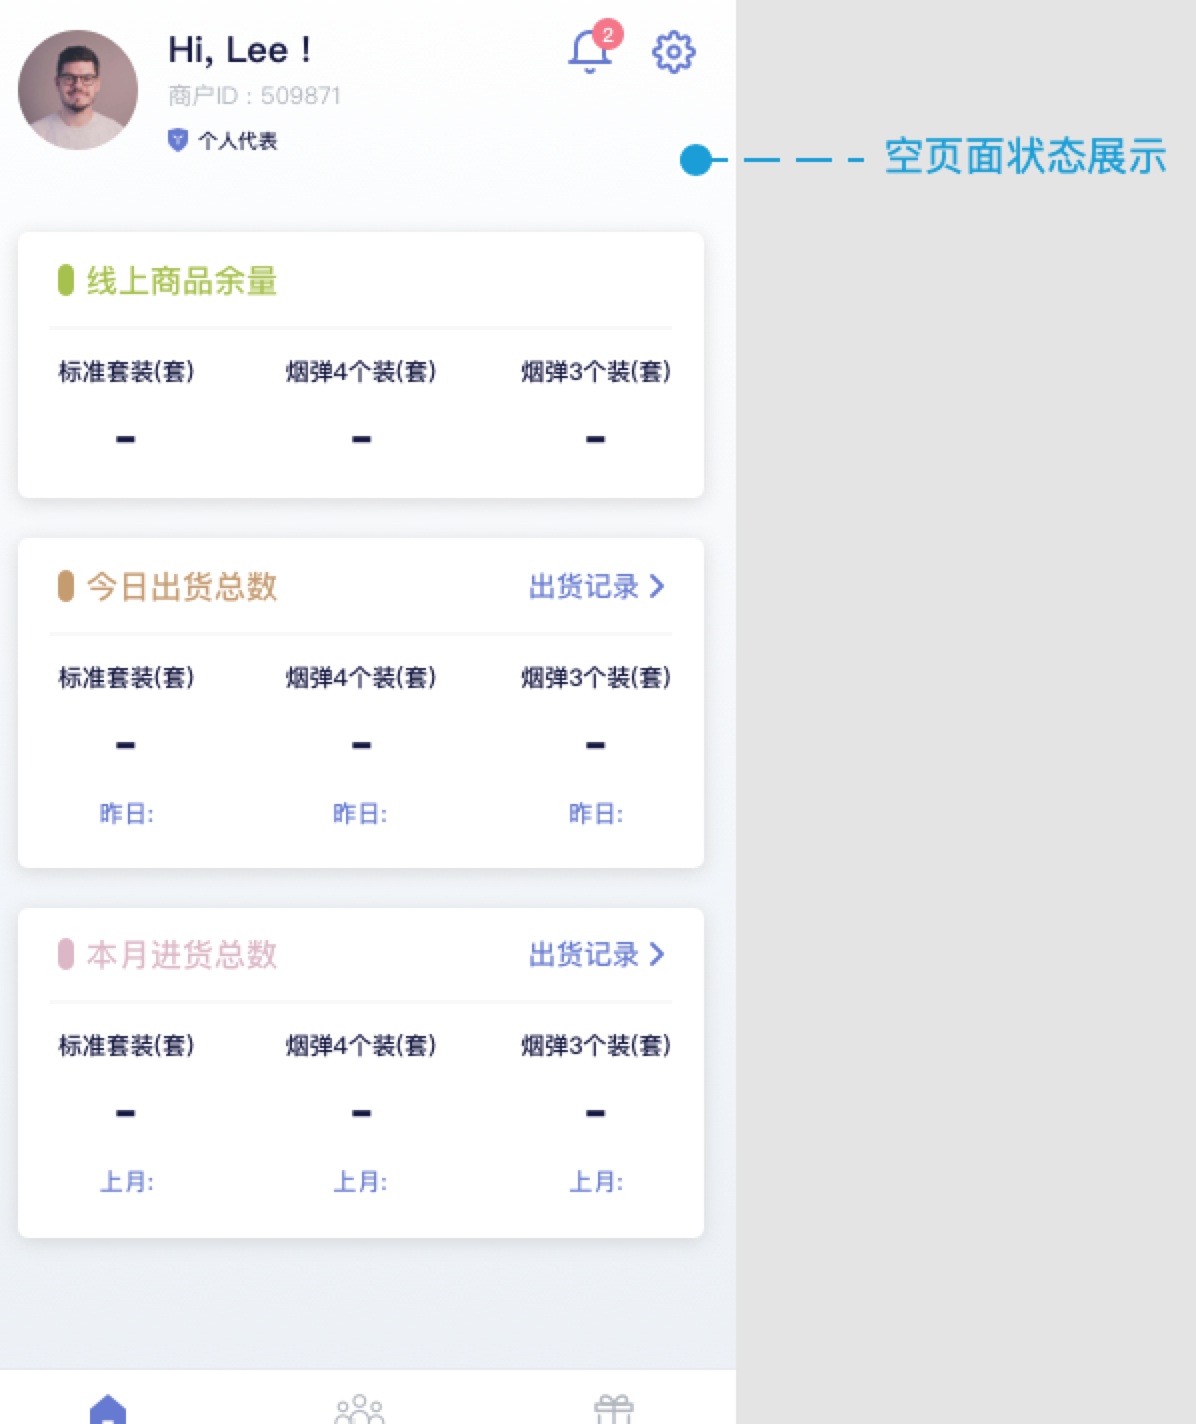 Hi, Lee !
2
商户ID：509871
个人代表
空页面状态展示
线上商品余量
标准套装(套) 烟弹4个装(套) 烟弹3个装(套)
- - -
今日出货总数 出货记录 >
标准套装(套) 烟弹4个装(套) 烟弹3个装(套)
- - -
昨日: 昨日: 昨日:
本月进货总数 出货记录 >
标准套装(套) 烟弹4个装(套) 烟弹3个装(套)
- - -
上月: 上月: 上月: